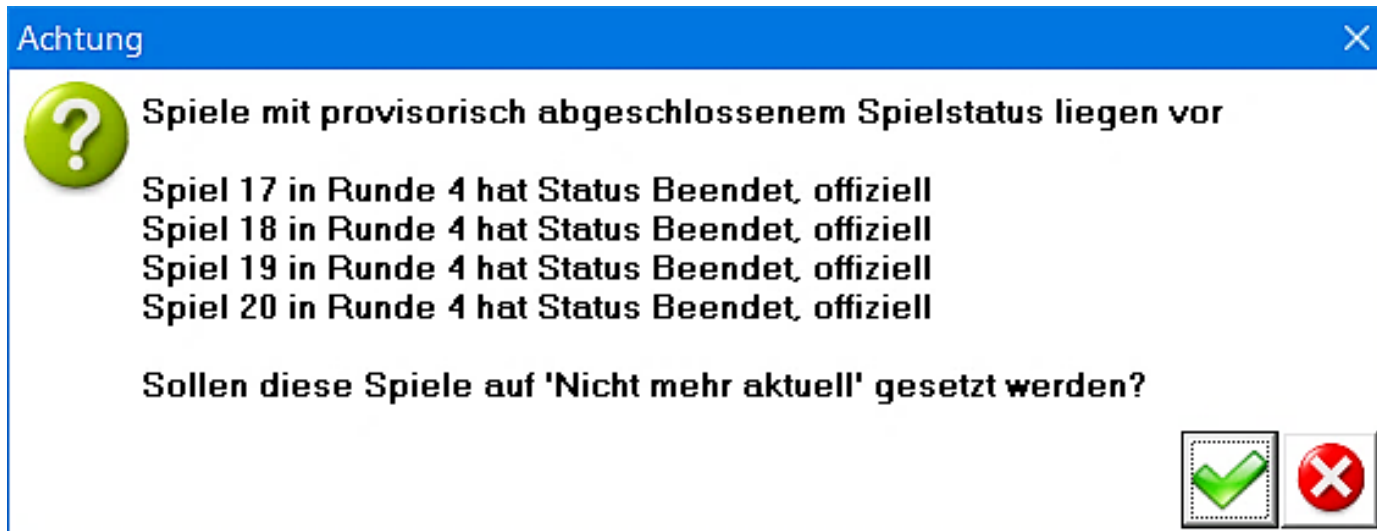 Achtung
Spiele mit provisorisch abgeschlossenem Spielstatus liegen vor
Spiel 17 in Runde 4 hat Status Beendet, offiziell
Spiel 18 in Runde 4 hat Status Beendet, offiziell
Spiel 19 in Runde 4 hat Status Beendet, offiziell
Spiel 20 in Runde 4 hat Status Beendet, offiziell
Sollen diese Spiele auf 'Nicht mehr aktuell' gesetzt werden?